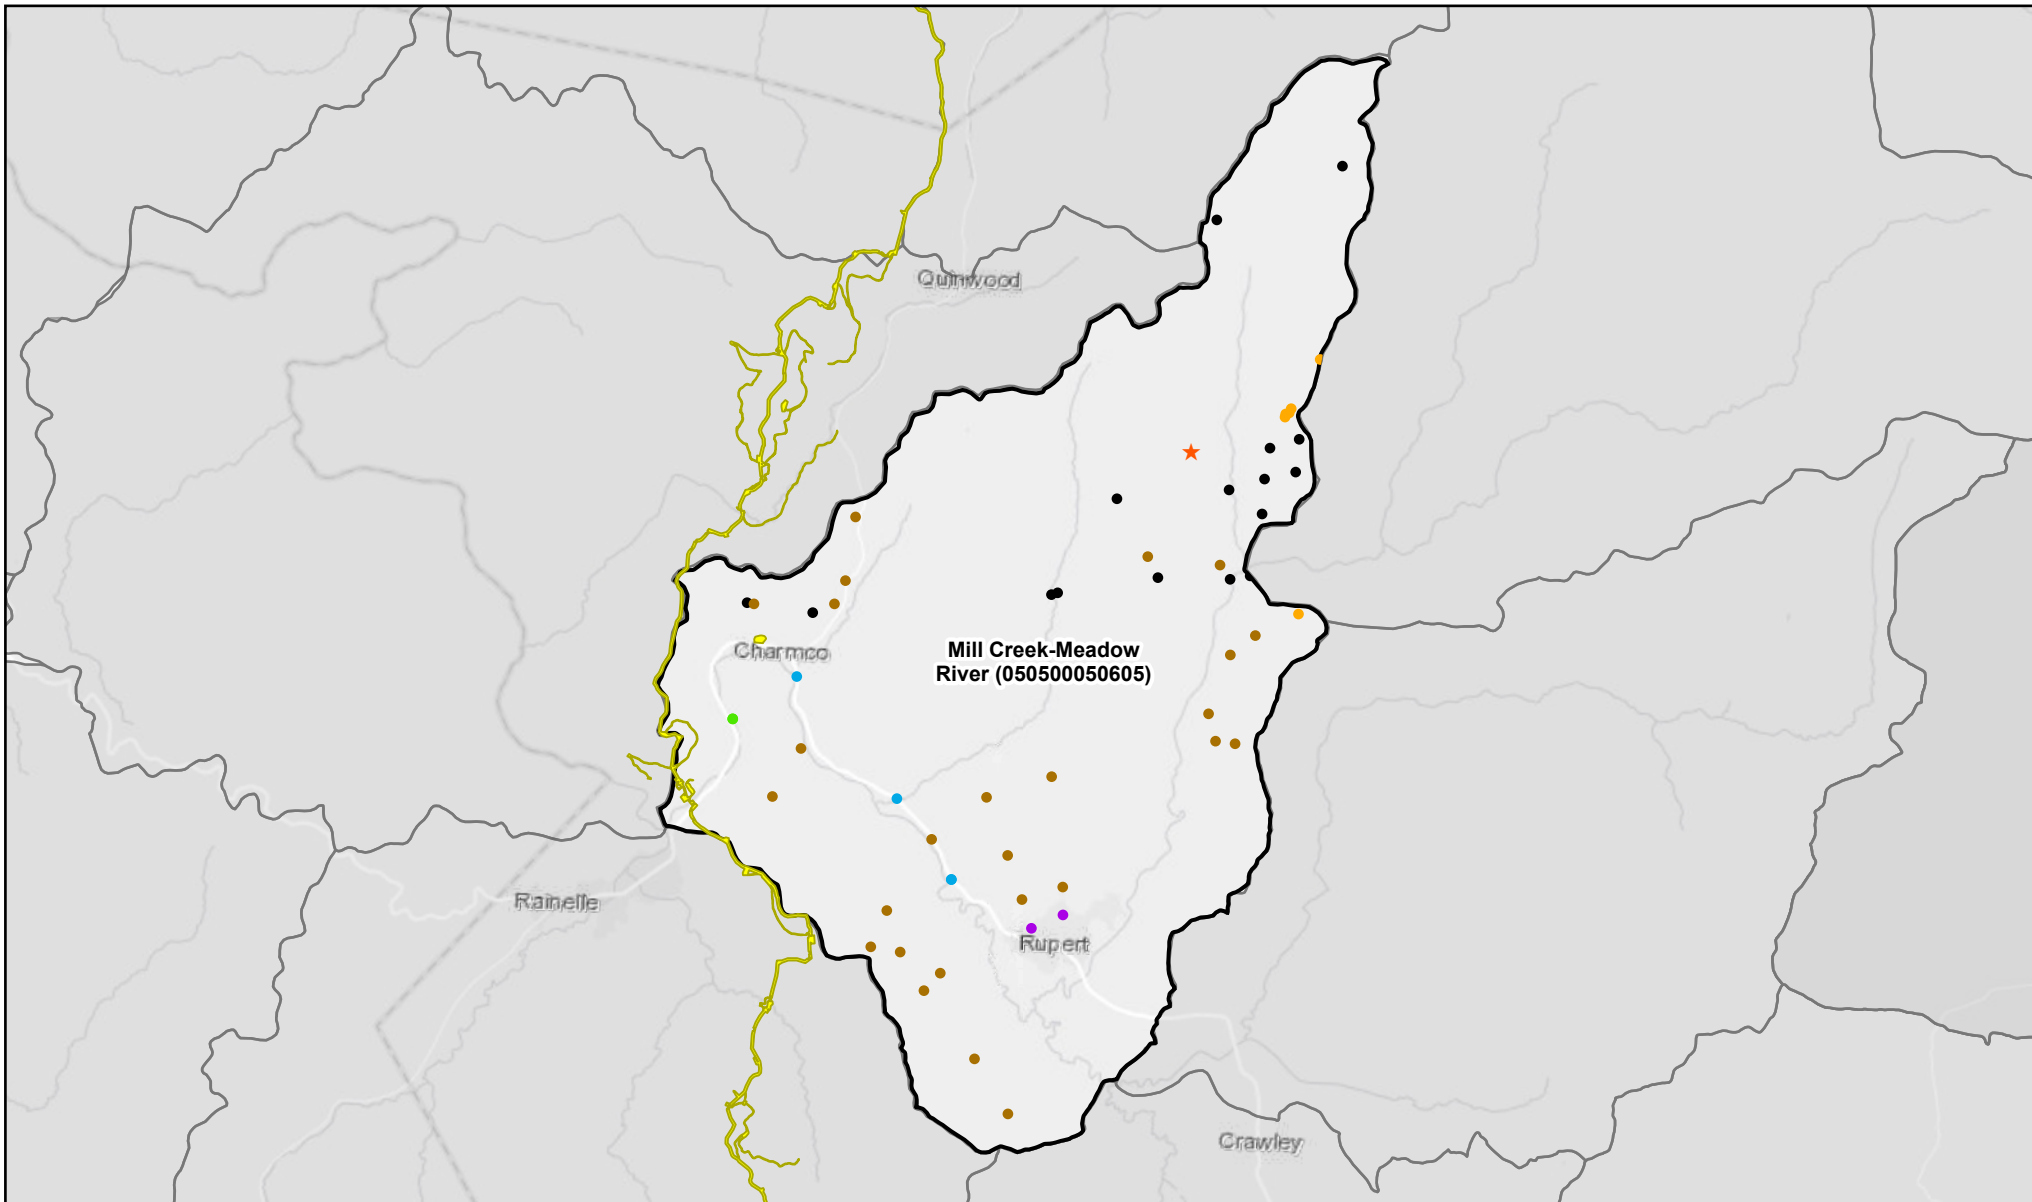 Quinwood
Mill Creek-Meadow
River (050500050605)
Charmco
Rainelle
Rupert
Crawley